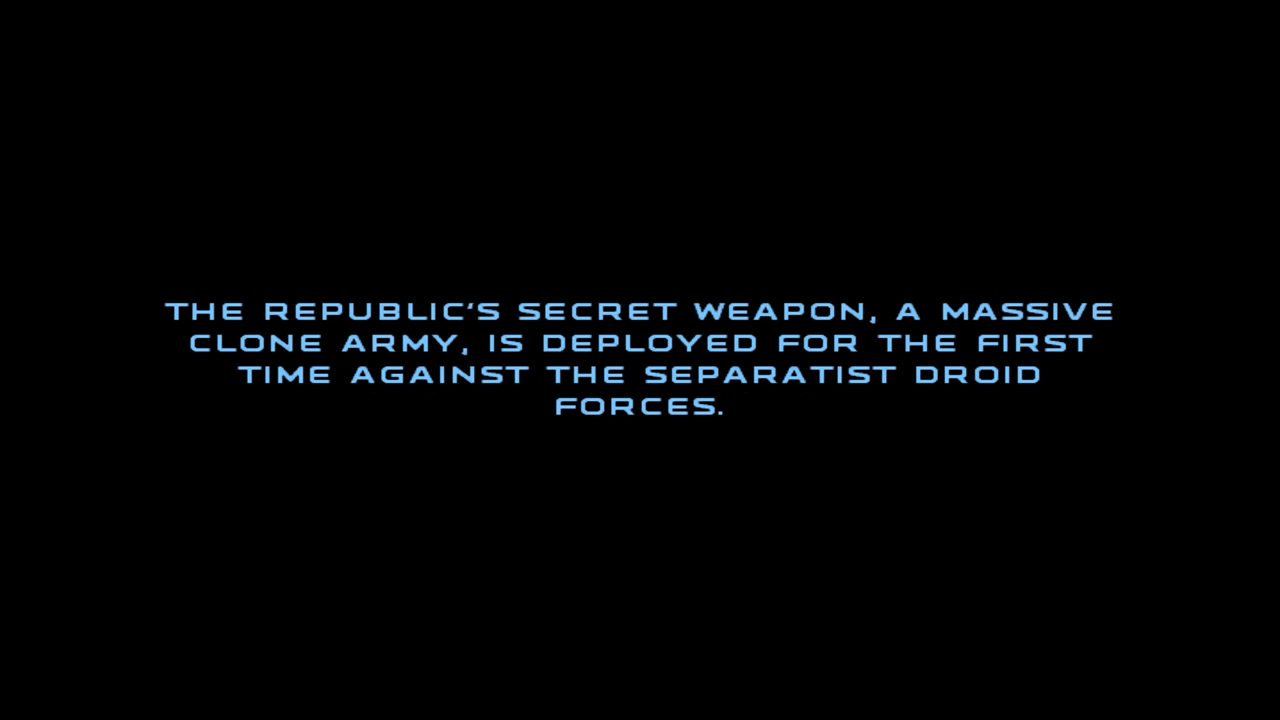 THE REPUBLIC'S SECRET WEAPON, A MASSIVE
CLONE ARMY, IS DEPLOYED FOR THE FIRST
TIME AGAINST THE SEPARATIST DROID
FORCES.